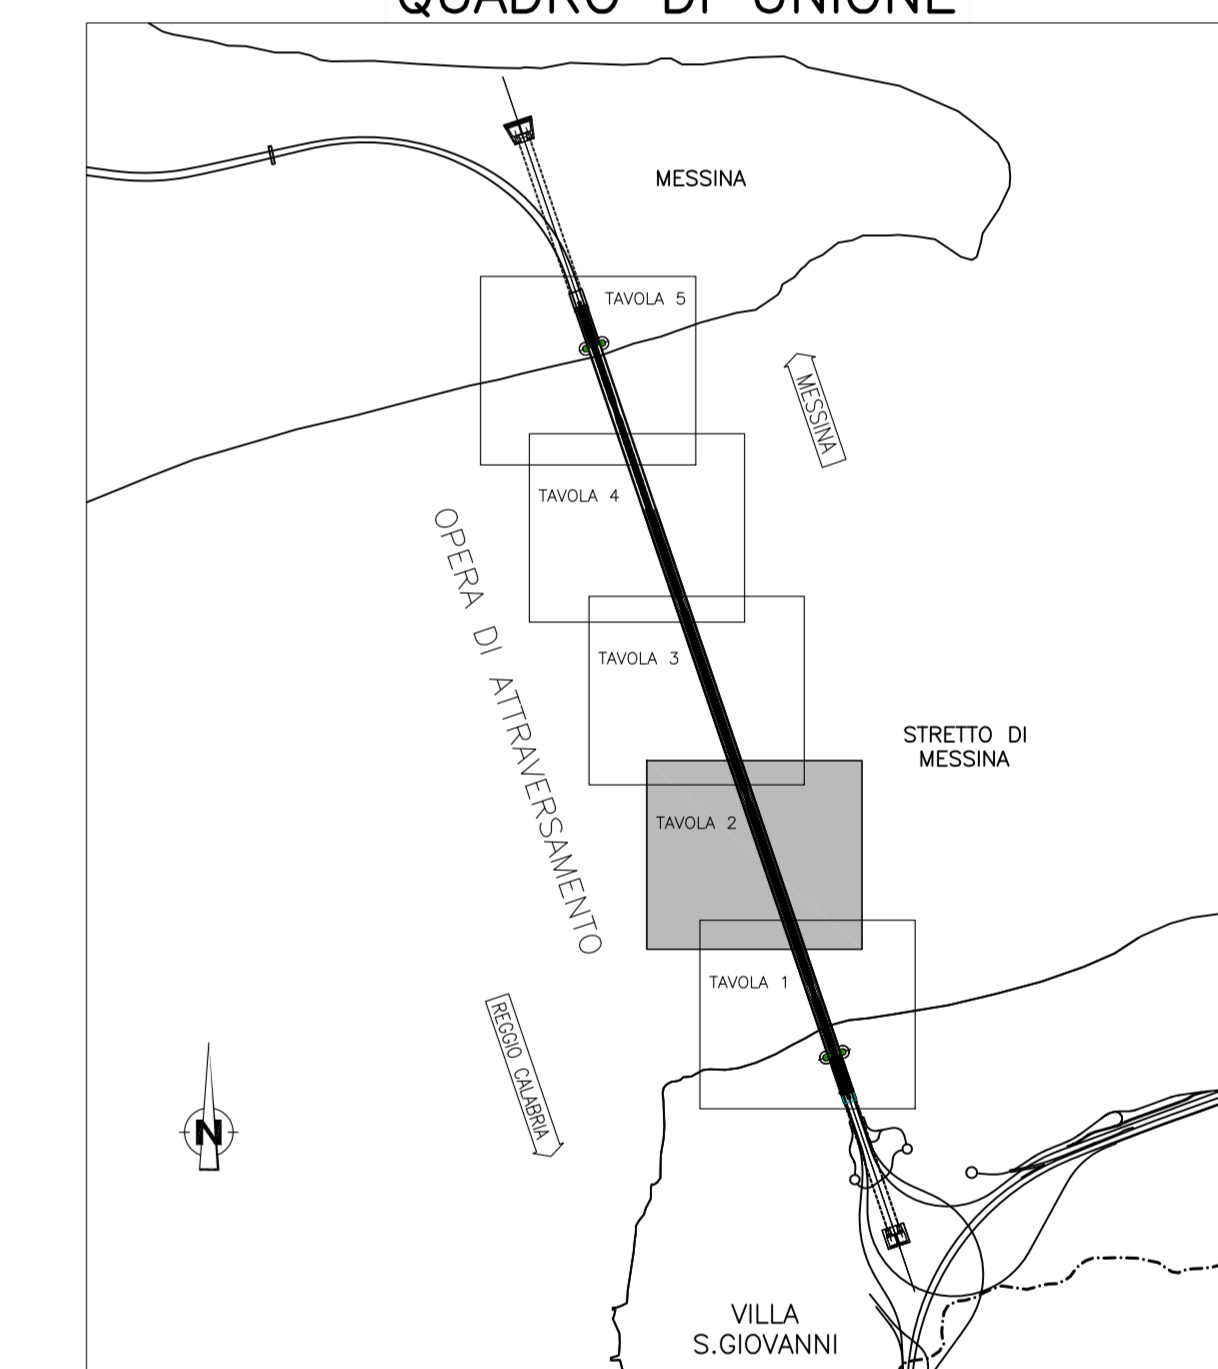 QUADRO DI UNIONE
MESSINA
TAVOLA 5
MESSINA
TAVOLA 4
OPERA DI ATTRAVERSAMENTO
TAVOLA 3
STRETTO DI
MESSINA
TAVOLA 2
TAVOLA 1
REGGIO CALABRIA
N
VILLA
S.GIOVANNI